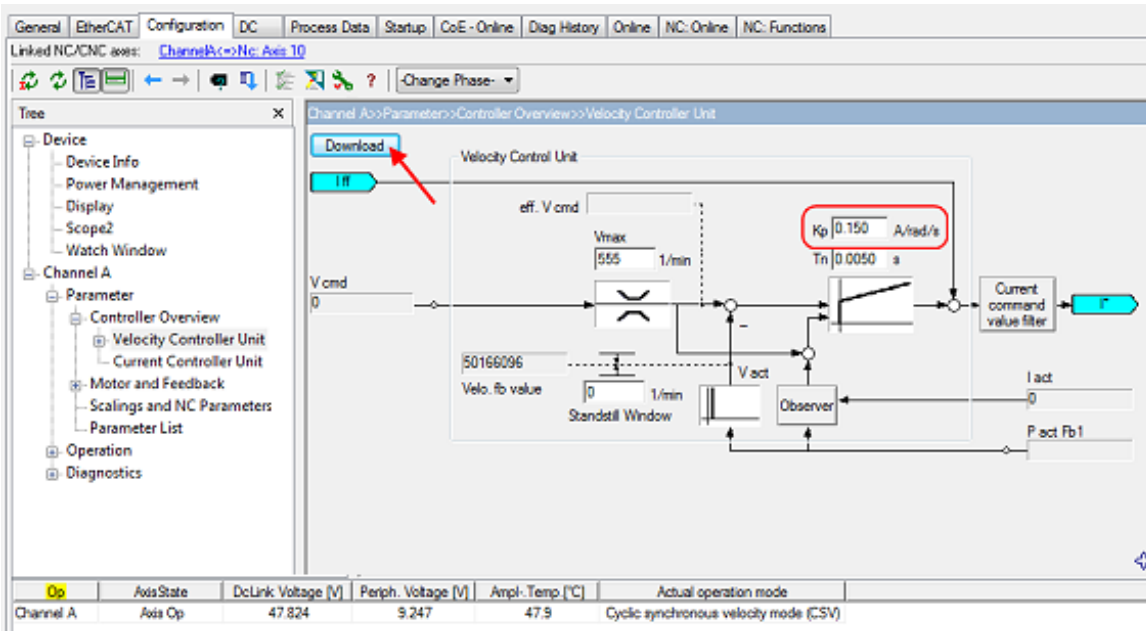 General EtherCAT Configuration DC Process Data Startup CoE - Online Diag History Online NC: Online NC: Functions
Linked NC/CNC axes: ChannelA<=>Nc: Axis 10
? -Change Phase-
Tree x
Channel A>>Parameter>>Controller Overview>>Velocity Controller Unit
Device
Device Info
Power Management
Display
Scope2
Watch Window
Channel A
Parameter
Controller Overview
Velocity Controller Unit
Current Controller Unit
Motor and Feedback
Scalings and NC Parameters
Parameter List
Operation
Diagnostics
Download
Velocity Control Unit
I ff
eff. V cmd
Vmax
555 1/min
Kp 0.150 A/rad/s
Tn 0.0050 s
V cmd
0
Current
command
value filter
50166096
Velo. fb value
0 1/min
Standstill Window
V act
Observer
I act
0
P act Fb1
Op AxisState DcLink Voltage [V] Periph. Voltage [V] Ampl-.Temp.[°C] Actual operation mode
Channel A Axis Op 47.824 9.247 47.9 Cyclic synchronous velocity mode (CSV)